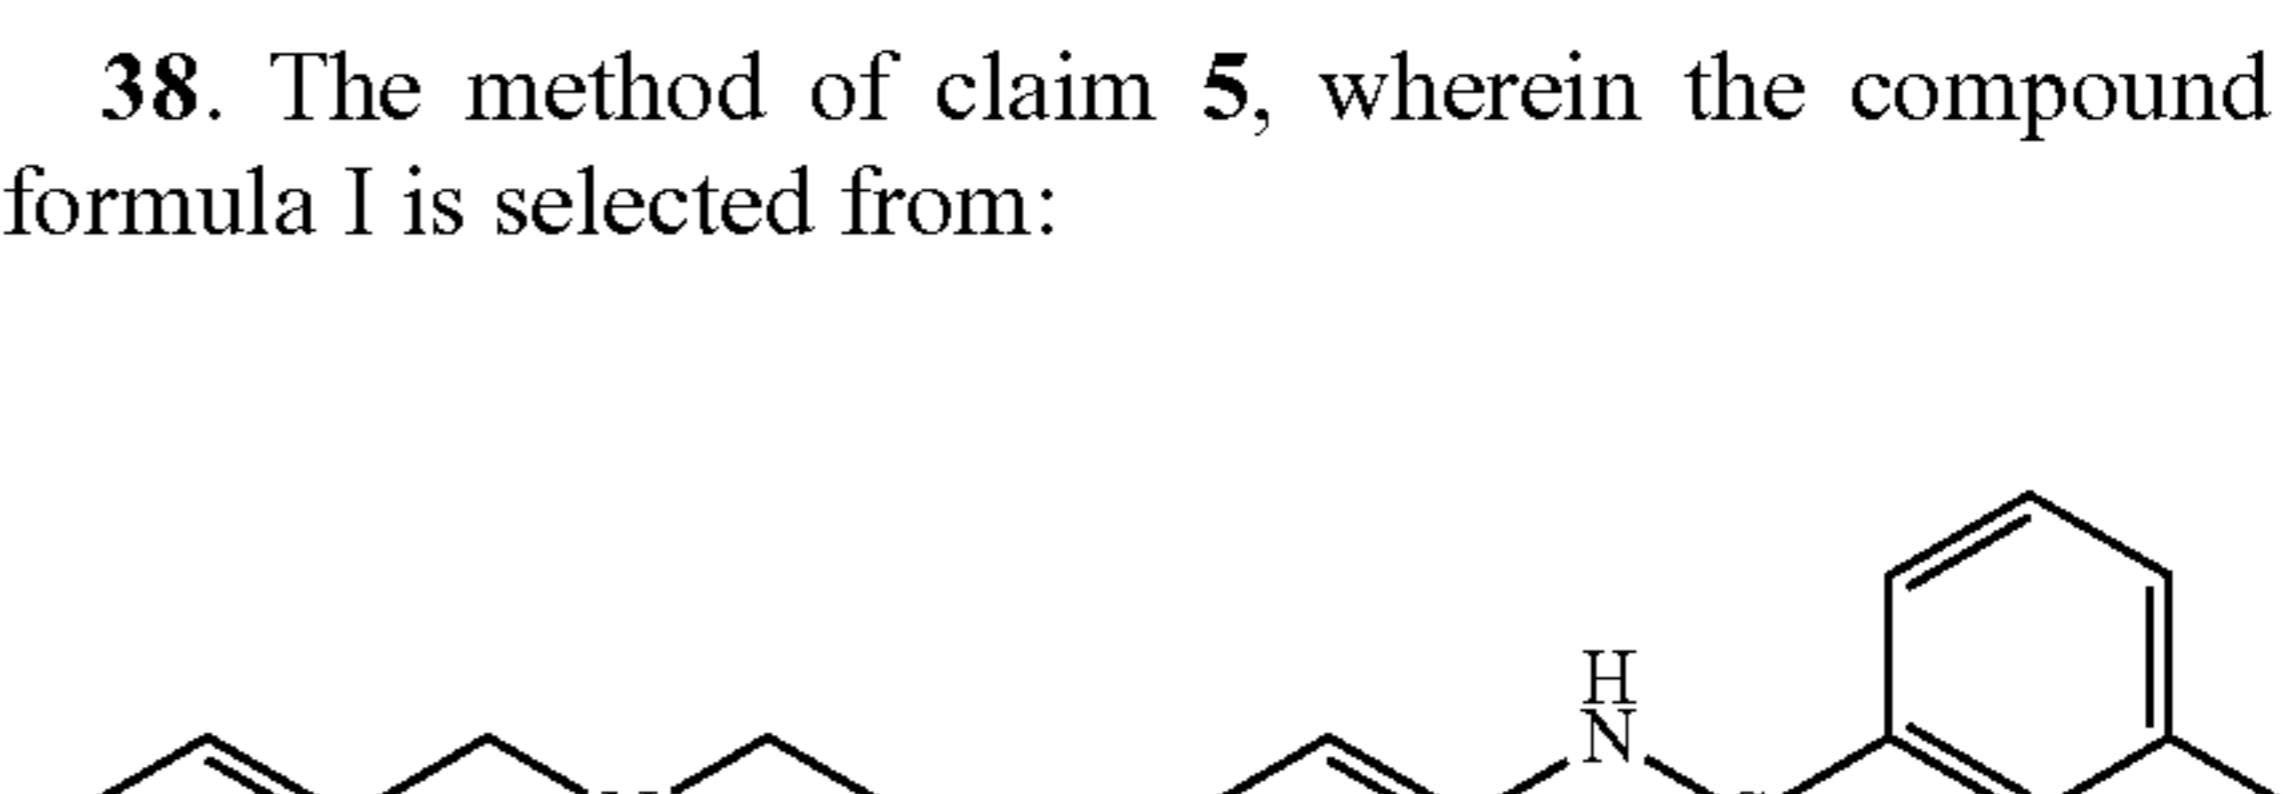 38. The method of claim 5, wherein the compound
formula I is selected from:
H
N